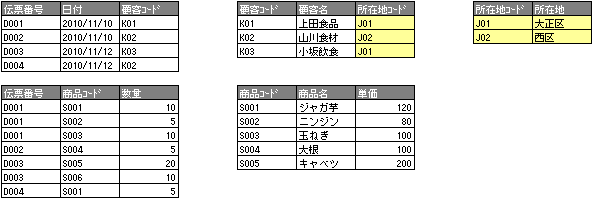 伝票番号 日付 顧客ｺｰﾄﾞ
D001 2010/11/10 K01
D002 2010/11/10 K02
D003 2010/11/12 K03
D004 2010/11/12 K02
顧客ｺｰﾄﾞ 顧客名 所在地ｺｰﾄﾞ
K01 上田食品 J01
K02 山川食材 J02
K03 小坂飲食 J01
所在地ｺｰﾄﾞ 所在地
J01 大正区
J02 西区
伝票番号 商品ｺｰﾄﾞ 数量
D001 S001 10
D001 S002 5
D001 S003 10
D002 S004 5
D003 S005 20
D003 S006 10
D004 S001 5
商品ｺｰﾄﾞ 商品名 単価
S001 ジャガ芋 120
S002 ニンジン 80
S003 玉ねぎ 100
S004 大根 100
S005 キャベツ 200